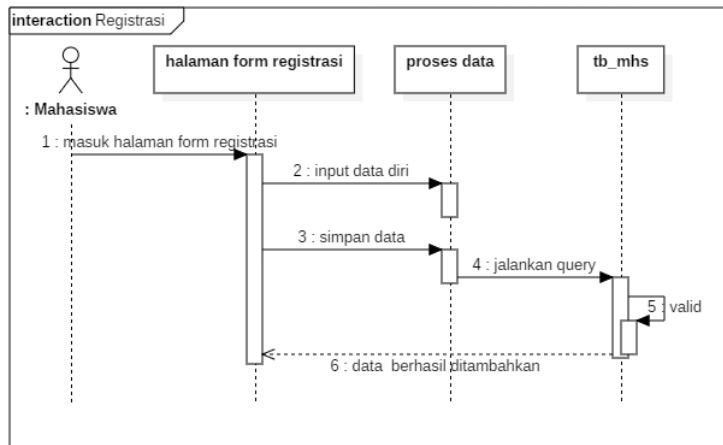 interaction Registrasi
halaman form registrasi
proses data
tb_mhs
: Mahasiswa
1 : masuk halaman form registrasi
2 : input data diri
3 : simpan data
4 : jalankan query
5 : valid
6 : data berhasil ditambahkan